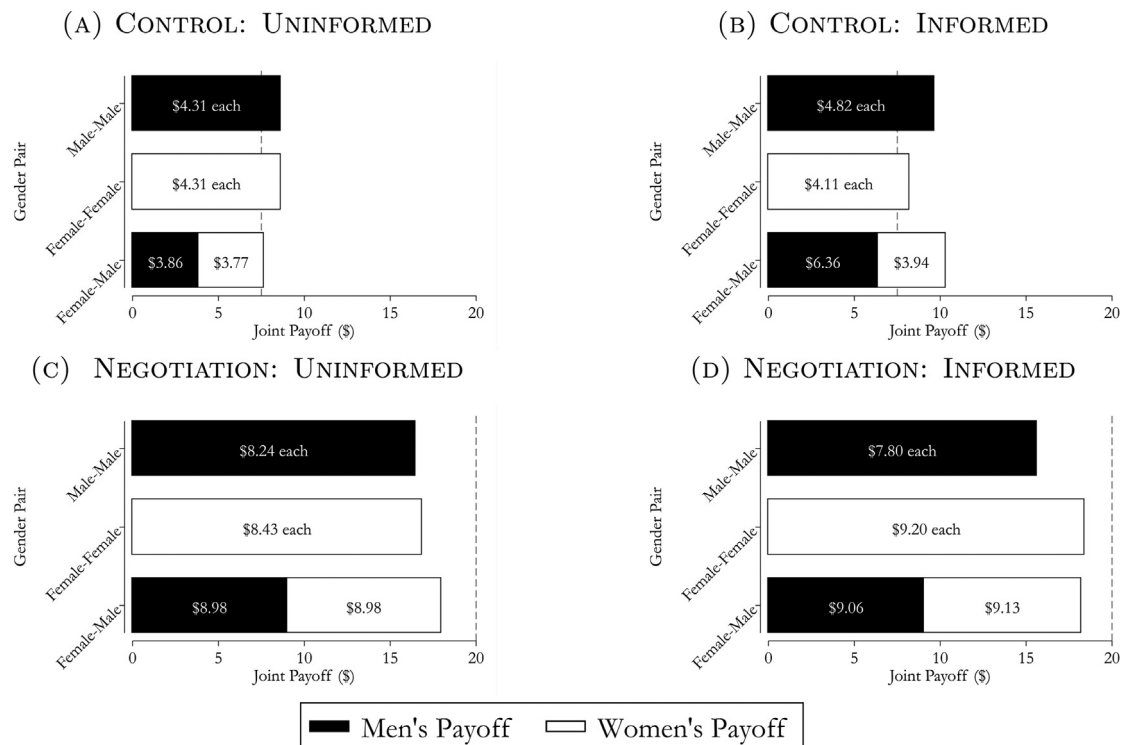 (A) CONTROL: UNINFORMED
Gender Pair
Male-Male
$4.31 each
Female-Female
$4.31 each
Female-Male
$3.86 $3.77
0 5 10 15 20
Joint Payoff ($)
(B) CONTROL: INFORMED
Gender Pair
Male-Male
$4.82 each
Female-Female
$4.11 each
Female-Male
$6.36 $3.94
0 5 10 15 20
Joint Payoff ($)
(C) NEGOTIATION: UNINFORMED
Gender Pair
Male-Male
$8.24 each
Female-Female
$8.43 each
Female-Male
$8.98 $8.98
0 5 10 15 20
Joint Payoff ($)
(D) NEGOTIATION: INFORMED
Gender Pair
Male-Male
$7.80 each
Female-Female
$9.20 each
Female-Male
$9.06 $9.13
0 5 10 15 20
Joint Payoff ($)
Men's Payoff Women's Payoff